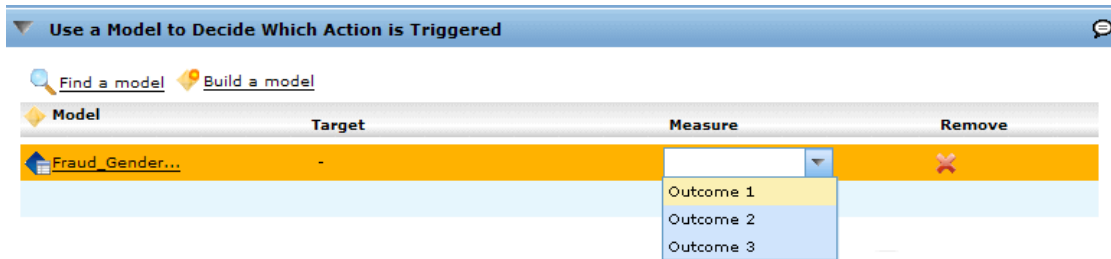 Use a Model to Decide Which Action is Triggered
Find a model Build a model
Model Target Measure Remove
Fraud_Gender... -
Outcome 1
Outcome 2
Outcome 3